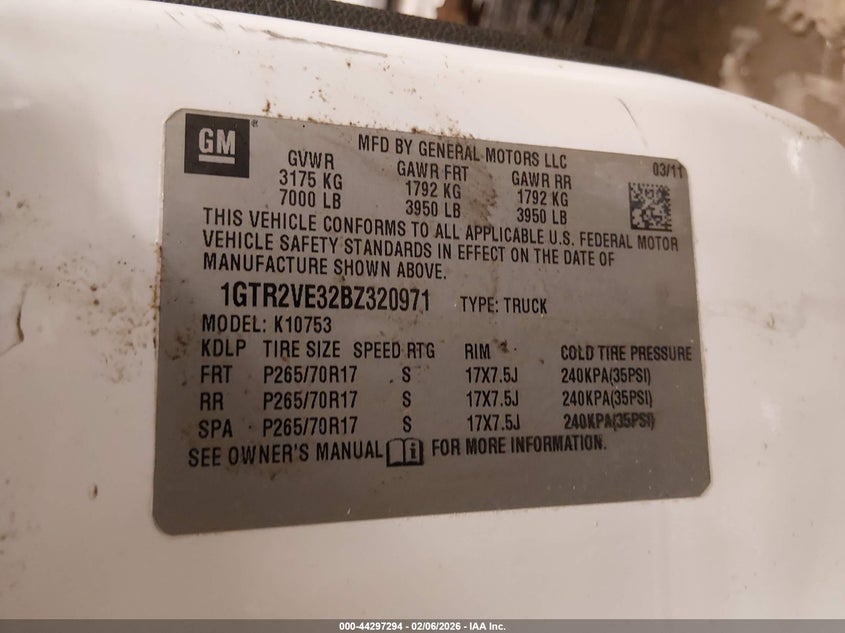 GM
MFD BY GENERAL MOTORS LLC
03/11
GVWR GAWR FRT GAWR RR
3175 KG 1792 KG 1792 KG
7000 LB 3950 LB 3950 LB
THIS VEHICLE CONFORMS TO ALL APPLICABLE U.S. FEDERAL MOTOR
VEHICLE SAFETY STANDARDS IN EFFECT ON THE DATE OF
MANUFACTURE SHOWN ABOVE.
1GTR2VE32BZ320971 TYPE: TRUCK
MODEL: K10753
KDLP TIRE SIZE SPEED RTG RIM COLD TIRE PRESSURE
FRT P265/70R17 S 17X7.5J 240KPA(35PSI)
RR P265/70R17 S 17X7.5J 240KPA(35PSI)
SPA P265/70R17 S 17X7.5J 240KPA(35PSI)
SEE OWNER'S MANUAL FOR MORE INFORMATION.
000-44297294 - 02/06/2026 - IAA Inc.